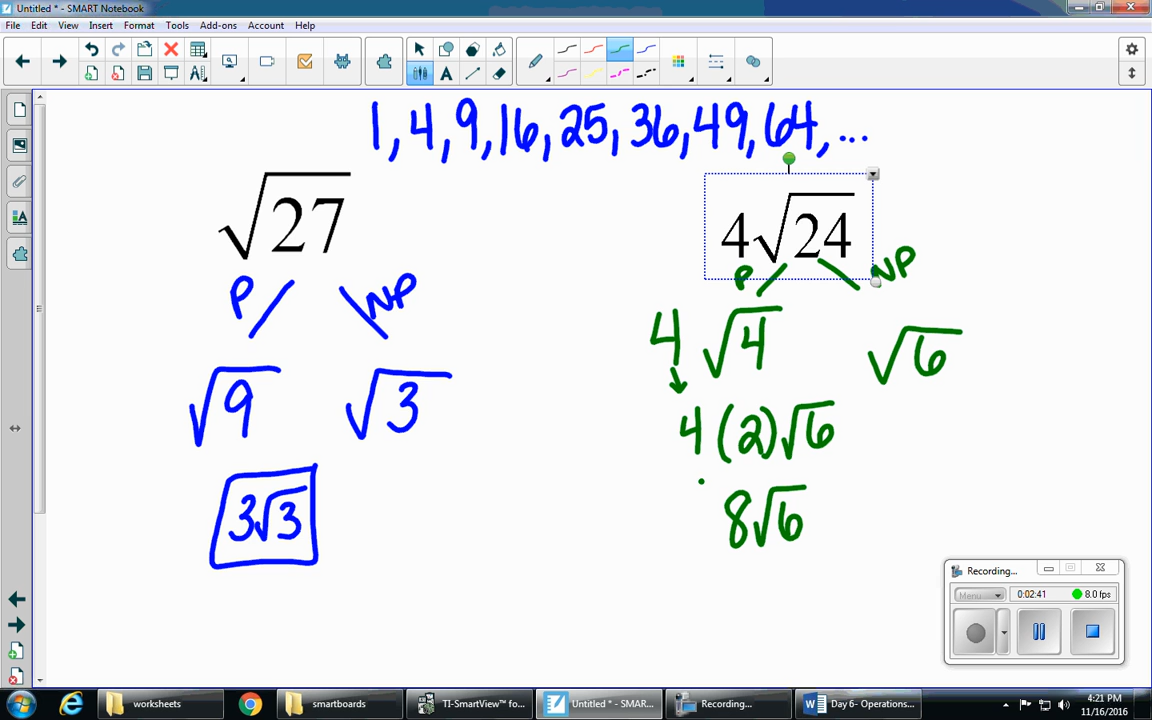 Untitled * - SMART Notebook
File Edit View Insert Format Tools Add-ons Account Help
1, 4, 9, 16, 25, 36, 49, 64, ...
√27
P NP
√9 √3
3√3
4√24
P NP
4 √4 √6
4(2)√6
8√6
Recording...
Menu 0:02:41 8.0 fps
worksheets smartboards TI-SmartView™ fo... Untitled * - SMAR... Recording... Day 6- Operations...
4:21 PM
11/16/2016